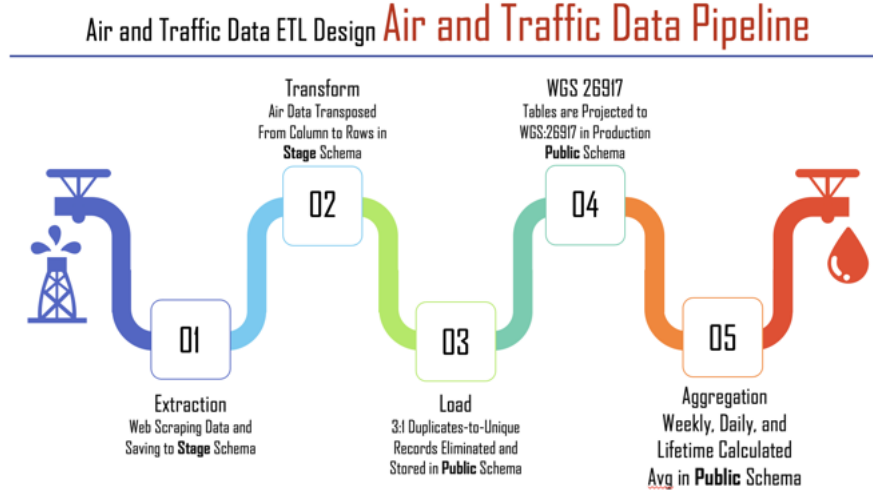 Air and Traffic Data ETL Design Air and Traffic Data Pipeline
Transform
Air Data Transposed
From Column to Rows in
Stage Schema
WGS 26917
Tables are Projected to
WGS:26917 in Production
Public Schema
02
04
01
03
05
Extraction
Web Scraping Data and
Saving to Stage Schema
Load
3:1 Duplicates-to-Unique
Records Eliminated and
Stored in Public Schema
Aggregation
Weekly, Daily, and
Lifetime Calculated
Avg in Public Schema